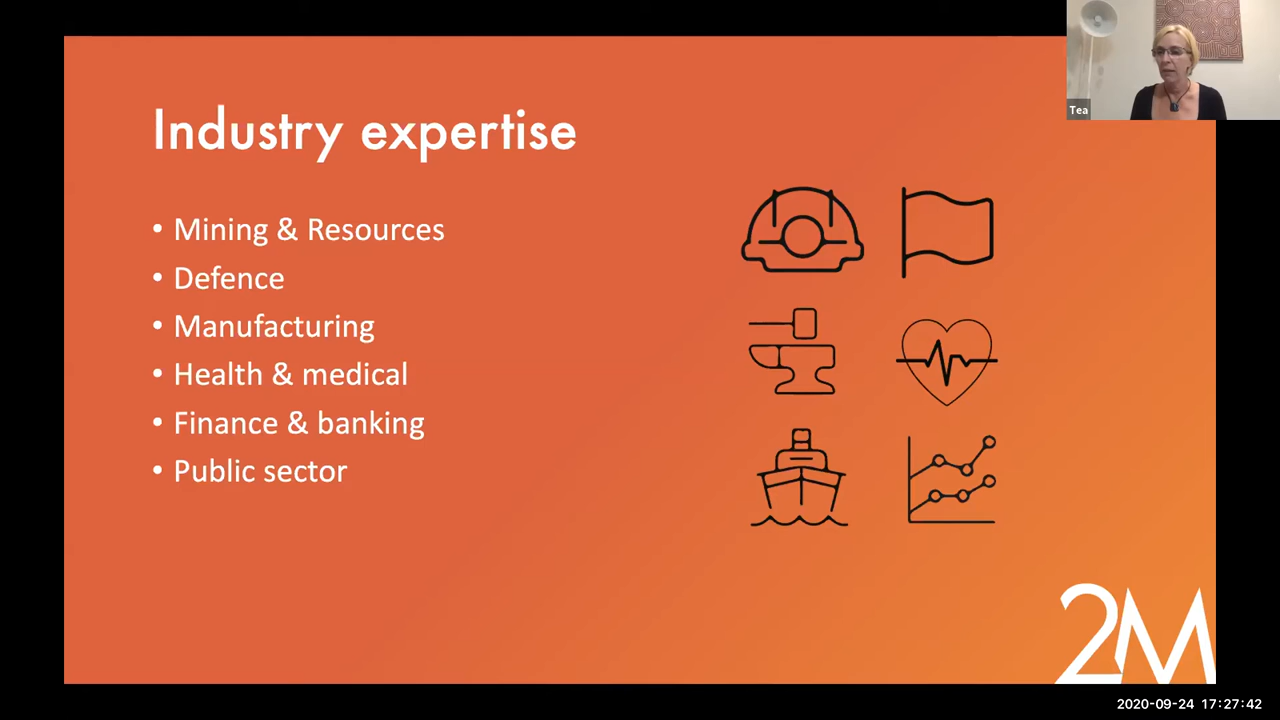 Tea
Industry expertise
• Mining & Resources
• Defence
• Manufacturing
• Health & medical
• Finance & banking
• Public sector
2M
2020-09-24 17:27:42